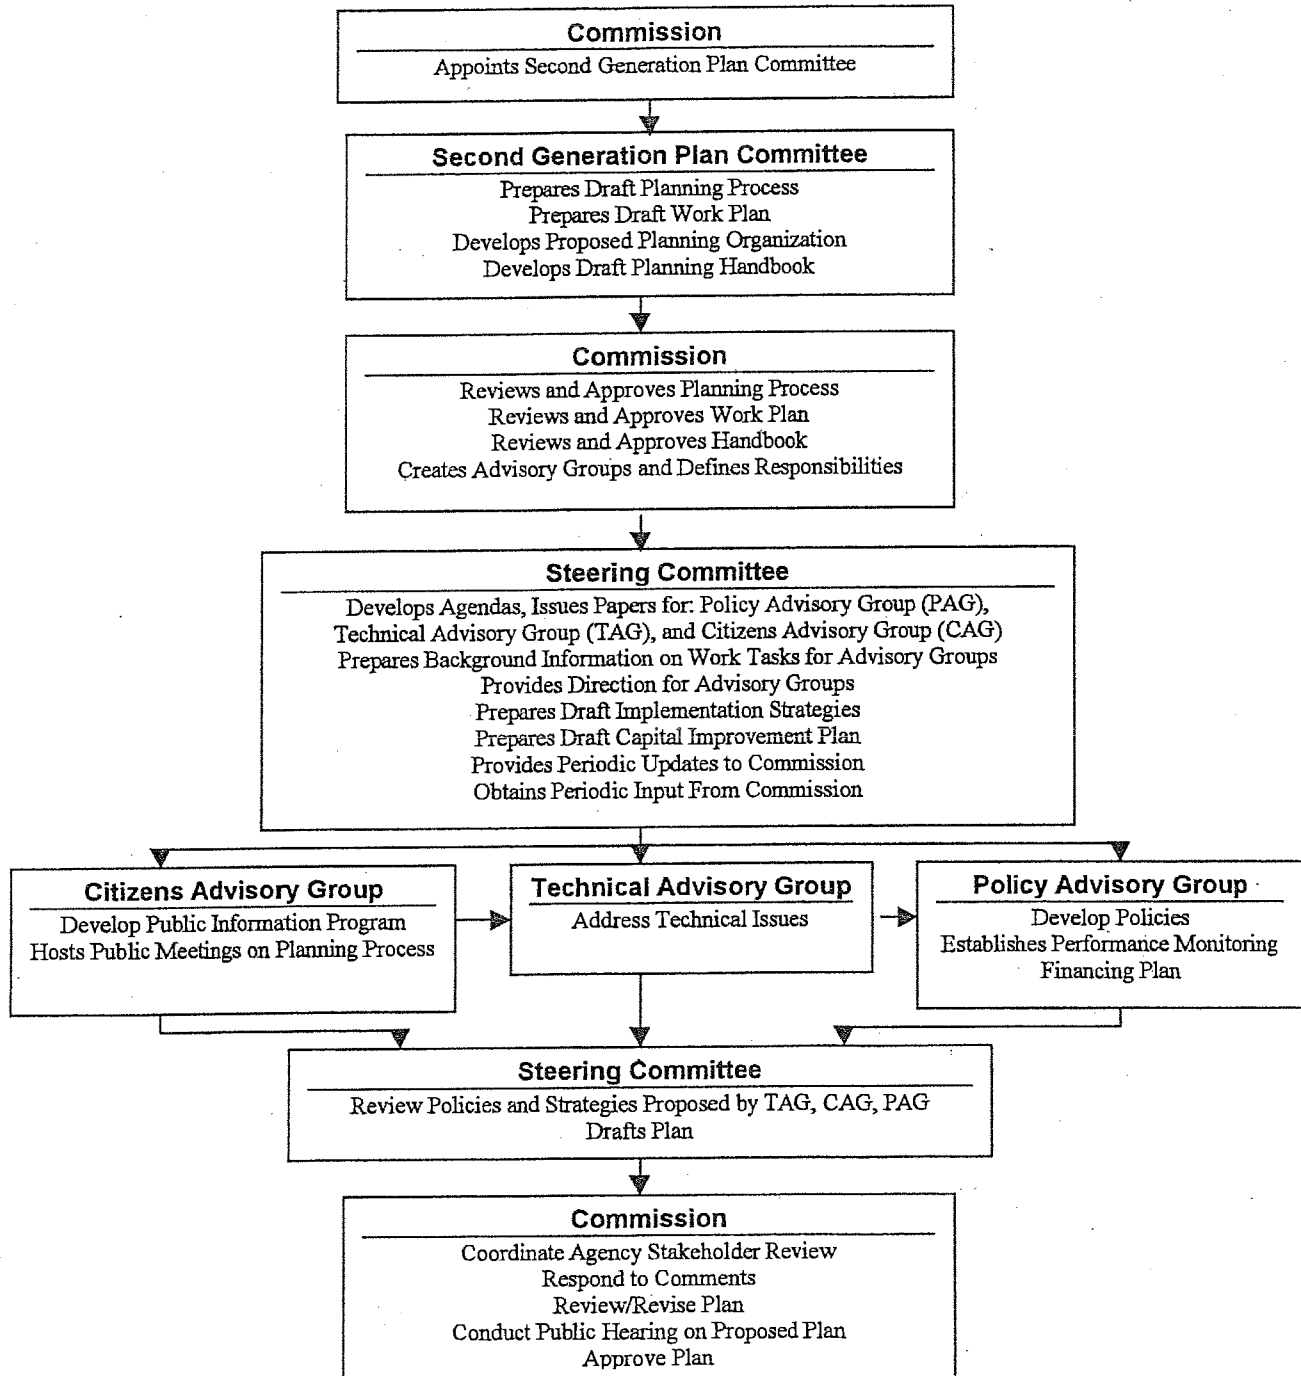 Commission
Appoints Second Generation Plan Committee
Second Generation Plan Committee
Prepares Draft Planning Process
Prepares Draft Work Plan
Develops Proposed Planning Organization
Develops Draft Planning Handbook
Commission
Reviews and Approves Planning Process
Reviews and Approves Work Plan
Reviews and Approves Handbook
Creates Advisory Groups and Defines Responsibilities
Steering Committee
Develops Agendas, Issues Papers for: Policy Advisory Group (PAG),
Technical Advisory Group (TAG), and Citizens Advisory Group (CAG)
Prepares Background Information on Work Tasks for Advisory Groups
Provides Direction for Advisory Groups
Prepares Draft Implementation Strategies
Prepares Draft Capital Improvement Plan
Provides Periodic Updates to Commission
Obtains Periodic Input From Commission
Citizens Advisory Group
Develop Public Information Program
Hosts Public Meetings on Planning Process
Technical Advisory Group
Address Technical Issues
Policy Advisory Group
Develop Policies
Establishes Performance Monitoring
Financing Plan
Steering Committee
Review Policies and Strategies Proposed by TAG, CAG, PAG
Drafts Plan
Commission
Coordinate Agency Stakeholder Review
Respond to Comments
Review/Revise Plan
Conduct Public Hearing on Proposed Plan
Approve Plan